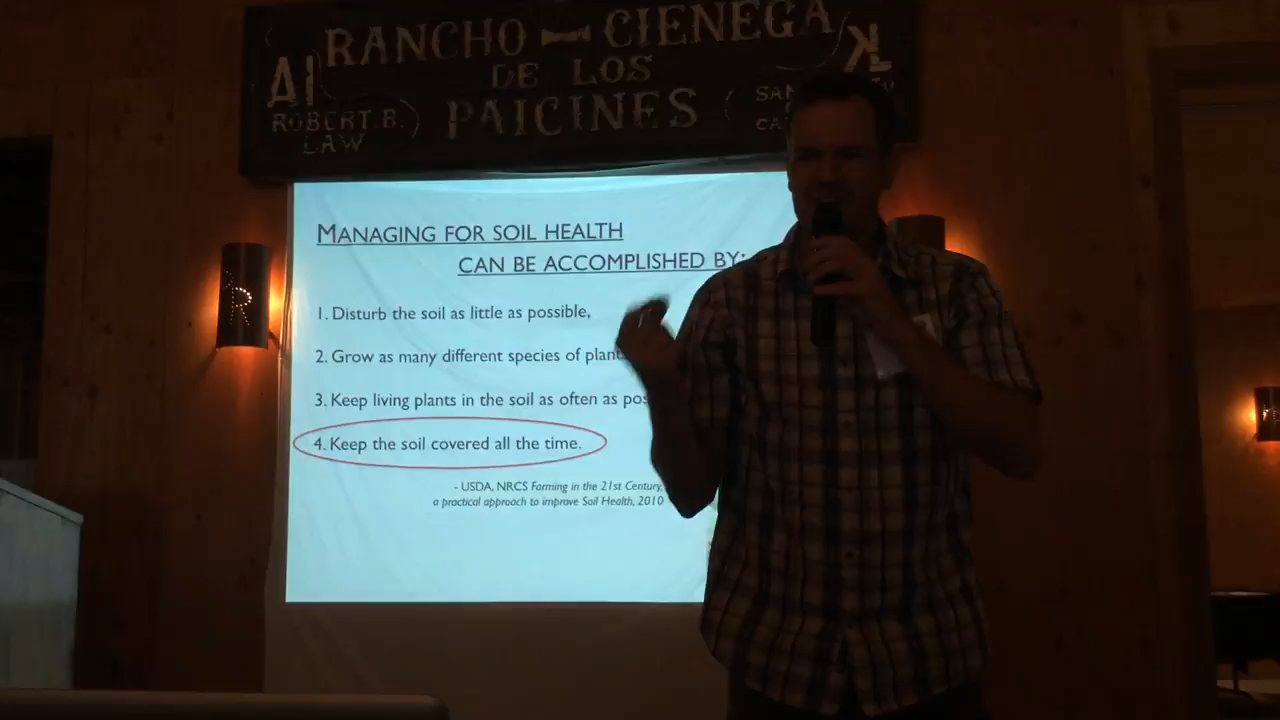 RANCHO CIENEGA
DE LOS
PAICINES
ROBERT B.
LAW
MANAGING FOR SOIL HEALTH
CAN BE ACCOMPLISHED BY:
1. Disturb the soil as little as possible,
2. Grow as many different species of plant
3. Keep living plants in the soil as often as pos
4. Keep the soil covered all the time.
- USDA, NRCS Farming in the 21st Century,
a practical approach to improve Soil Health, 2010
R